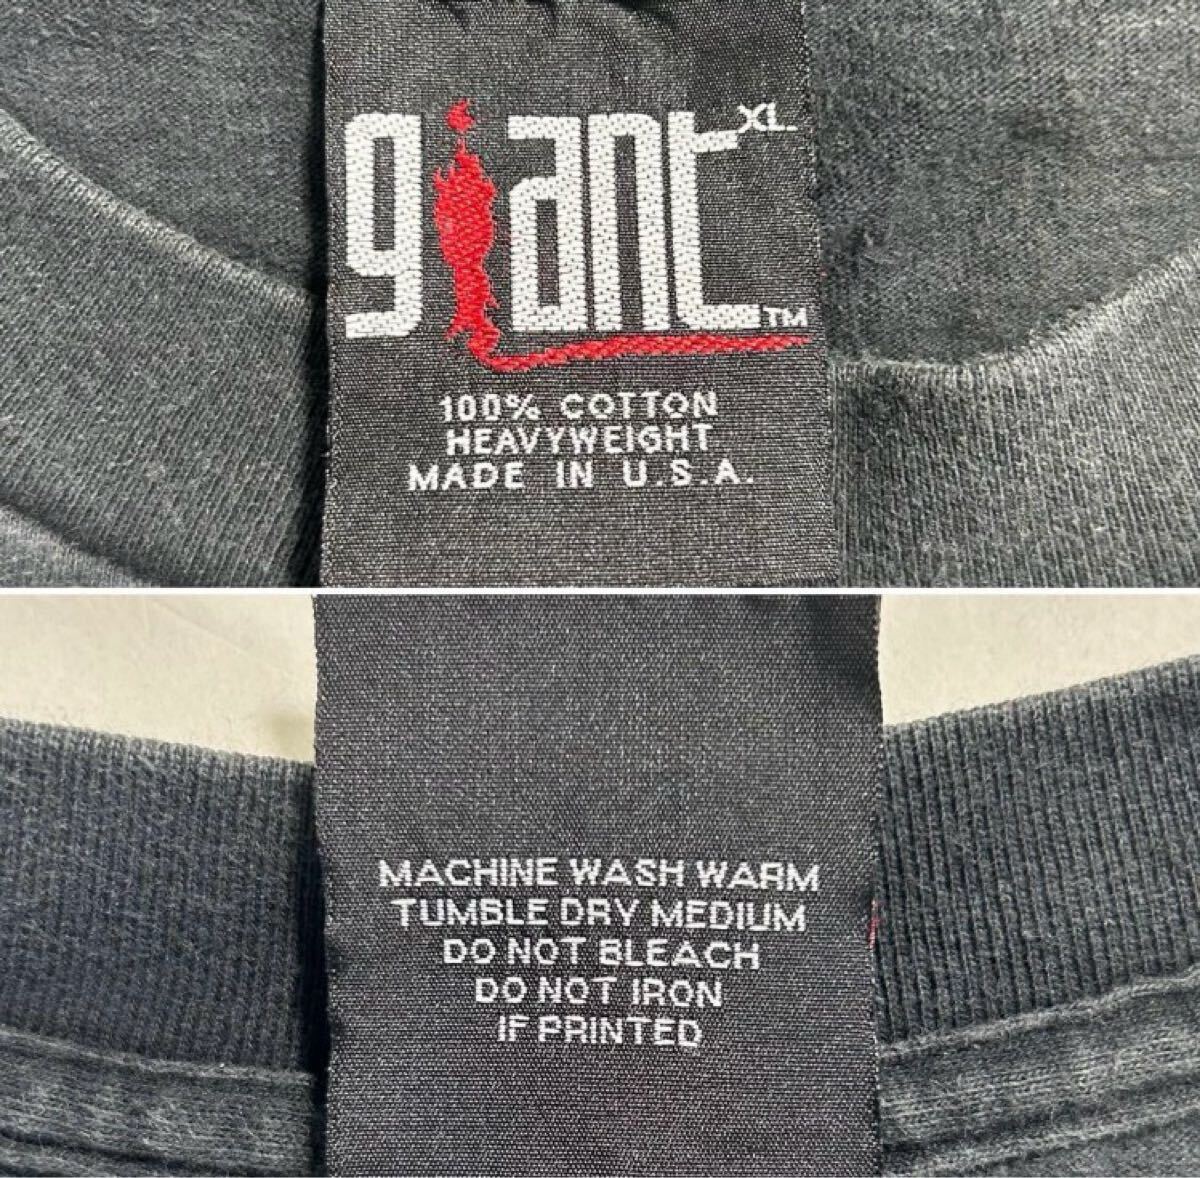 giant XL.
TM
100% COTTON
HEAVYWEIGHT
MADE IN U.S.A.
MACHINE WASH WARM
TUMBLE DRY MEDIUM
DO NOT BLEACH
DO NOT IRON
IF PRINTED